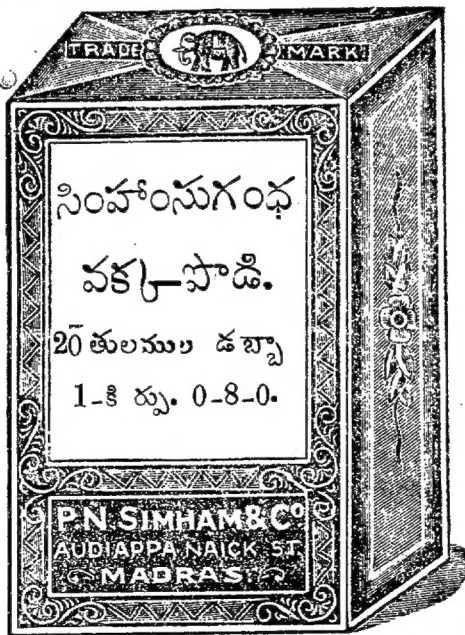 TRADE MARK.
సింహాంసుగంధ
వక్క-పొడి.
20 తులముల డబ్బా
1-కి ర్పు. 0-8-0.
P.N. SIMHAM & Co
AUDIAPPA NAICK ST.
MADRAS.